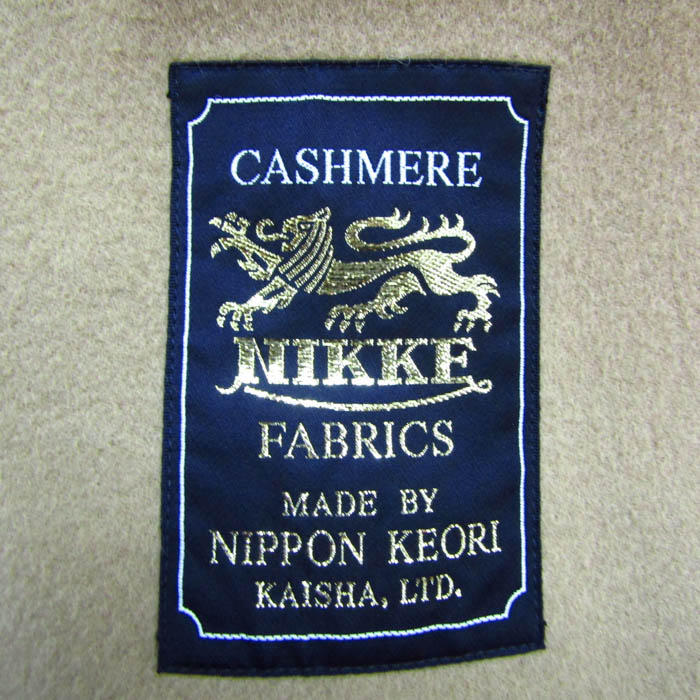 CASHMERE
NIKKE
FABRICS
MADE BY
NIPPON KEORI
KAISHA, LTD.